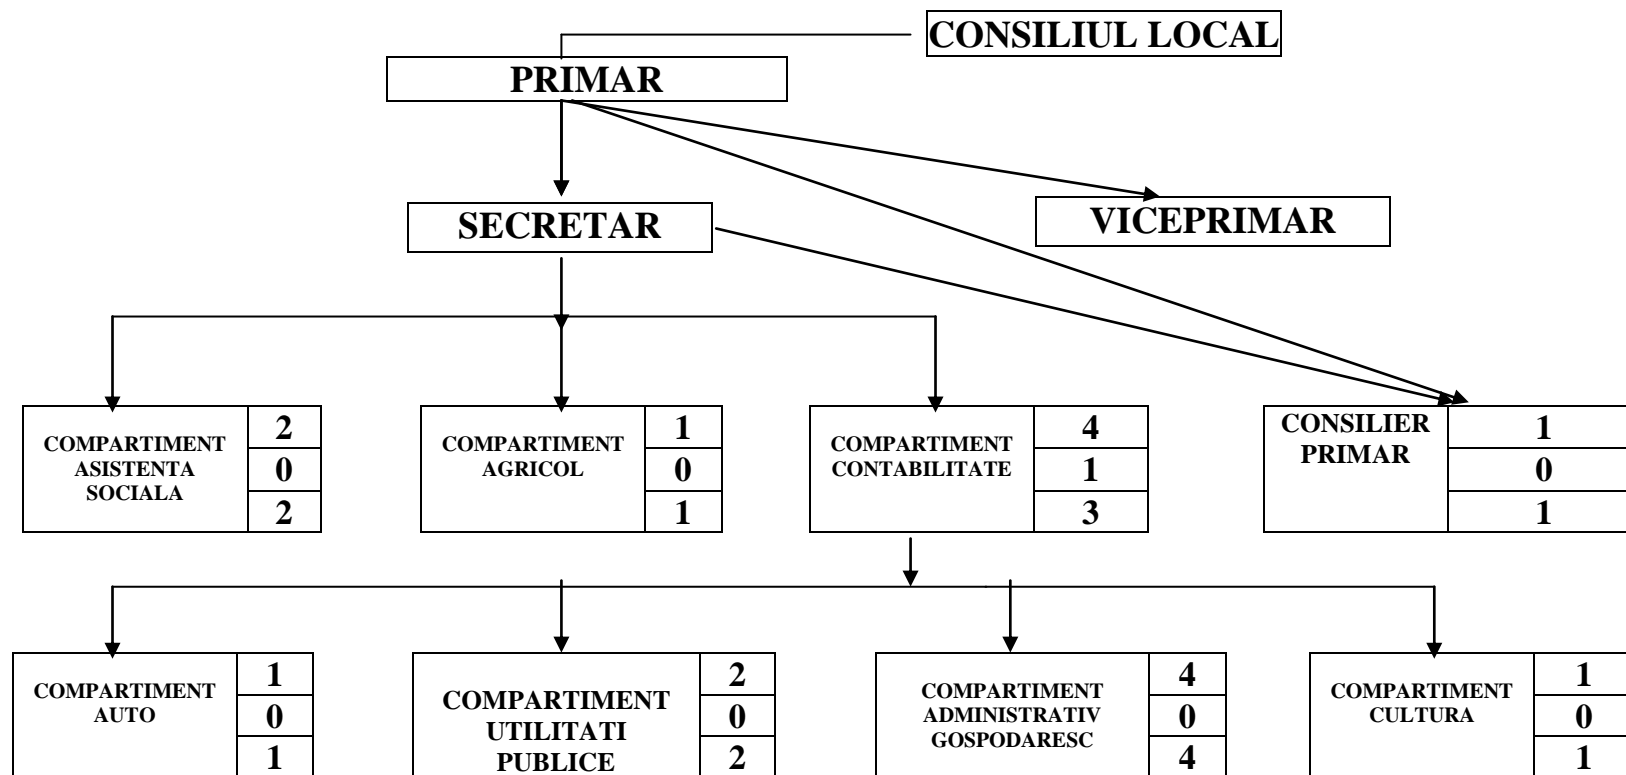 CONSILIUL LOCAL
PRIMAR
SECRETAR
VICEPRIMAR
COMPARTIMENT
ASISTENTA
SOCIALA
2
0
2
COMPARTIMENT
AGRICOL
1
0
1
COMPARTIMENT
CONTABILITATE
4
1
3
CONSILIER
PRIMAR
1
0
1
COMPARTIMENT
AUTO
1
0
1
COMPARTIMENT
UTILITATI
PUBLICE
2
0
2
COMPARTIMENT
ADMINISTRATIV
GOSPODARESC
4
0
4
COMPARTIMENT
CULTURA
1
0
1